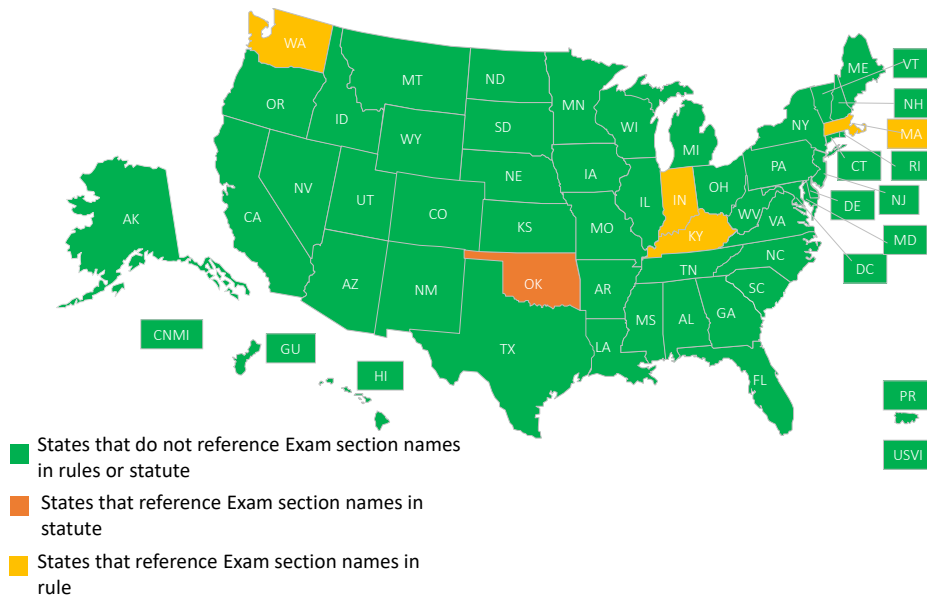 WA
MT
ND
MN
ME
VT
OR
ID
SD
WI
NH
WY
MI
NY
MA
NE
IA
PA
CT
RI
NV
UT
CO
IL
IN
OH
NJ
AK
CA
KS
MO
WV
VA
DE
KY
MD
NC
AZ
NM
OK
AR
TN
DC
SC
MS
AL
GA
CNMI
GU
TX
LA
HI
FL
PR
USVI
States that do not reference Exam section names
in rules or statute
States that reference Exam section names in
statute
States that reference Exam section names in
rule